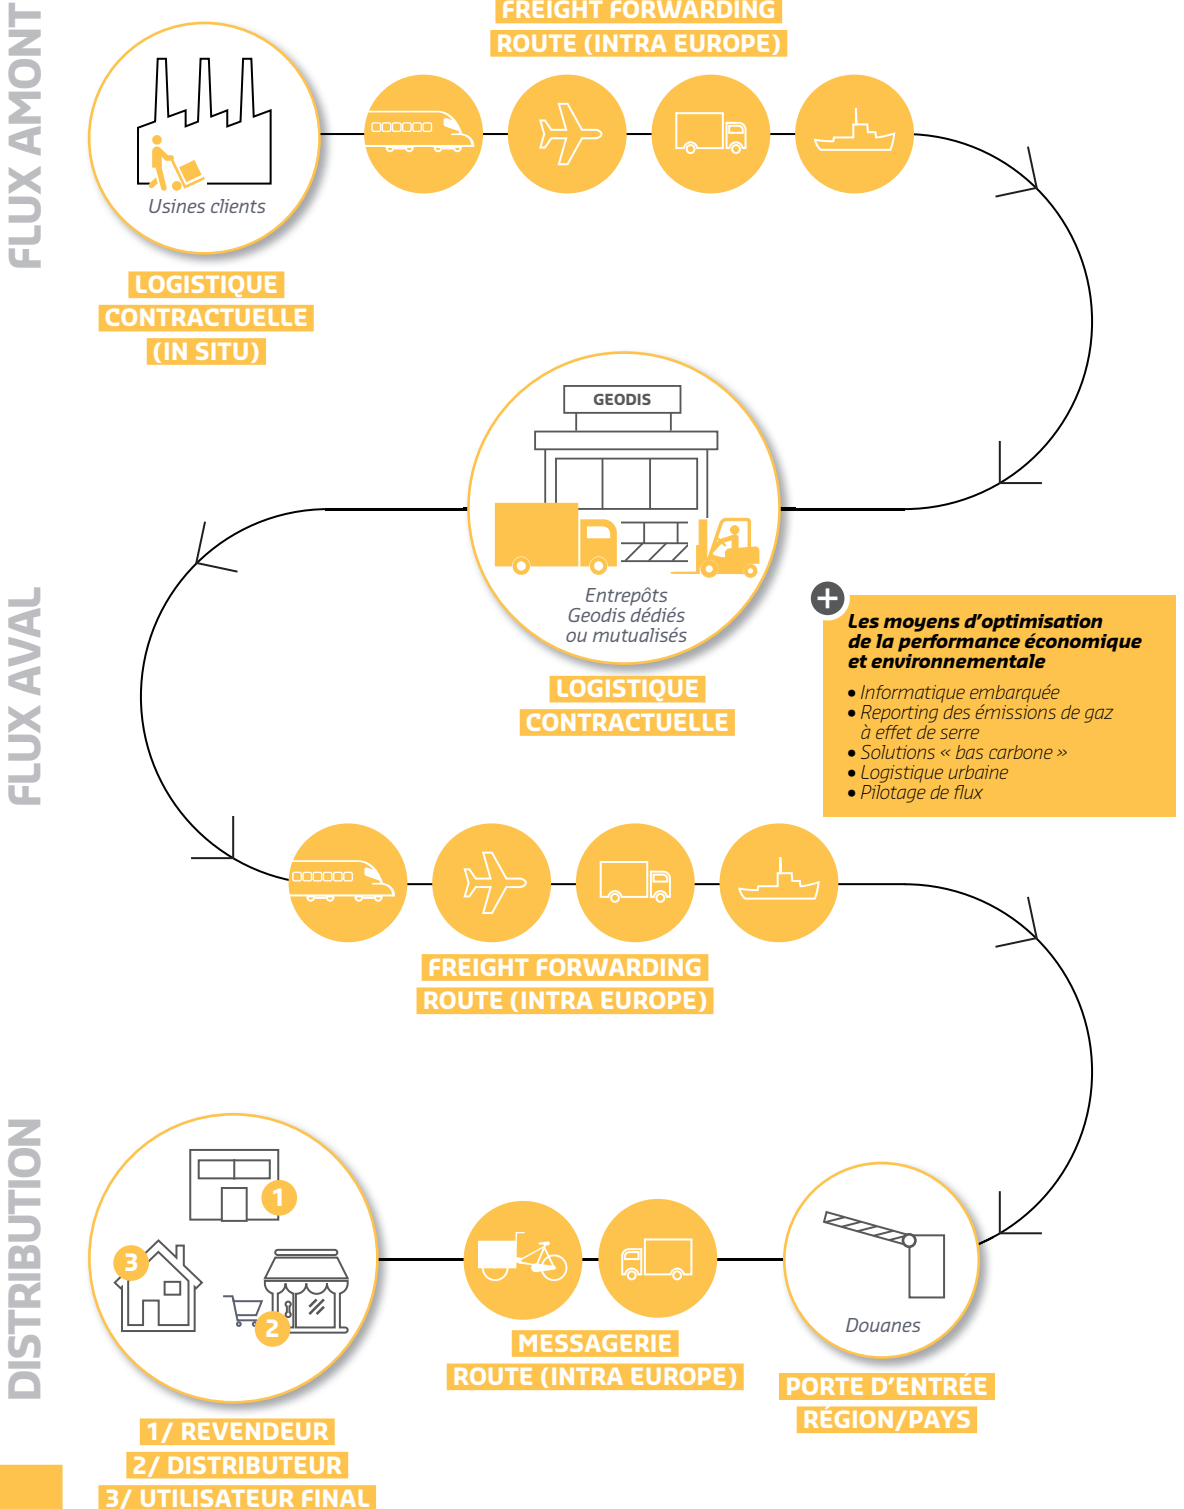 FLUX AMONT
FREIGHT FORWARDING
ROUTE (INTRA EUROPE)
Usines clients
LOGISTIQUE
CONTRACTUELLE
(IN SITU)
GEODIS
Entrepôts
Geodis dédiés
ou mutualisés
LOGISTIQUE
CONTRACTUELLE
FLUX AVAL
+
Les moyens d’optimisation
de la performance économique
et environnementale
• Informatique embarquée
• Reporting des émissions de gaz
à effet de serre
• Solutions « bas carbone »
• Logistique urbaine
• Pilotage de flux
FREIGHT FORWARDING
ROUTE (INTRA EUROPE)
DISTRIBUTION
1
3
2
MESSAGERIE
ROUTE (INTRA EUROPE)
Douanes
PORTE D’ENTRÉE
RÉGION/PAYS
1/ REVENDEUR
2/ DISTRIBUTEUR
3/ UTILISATEUR FINAL